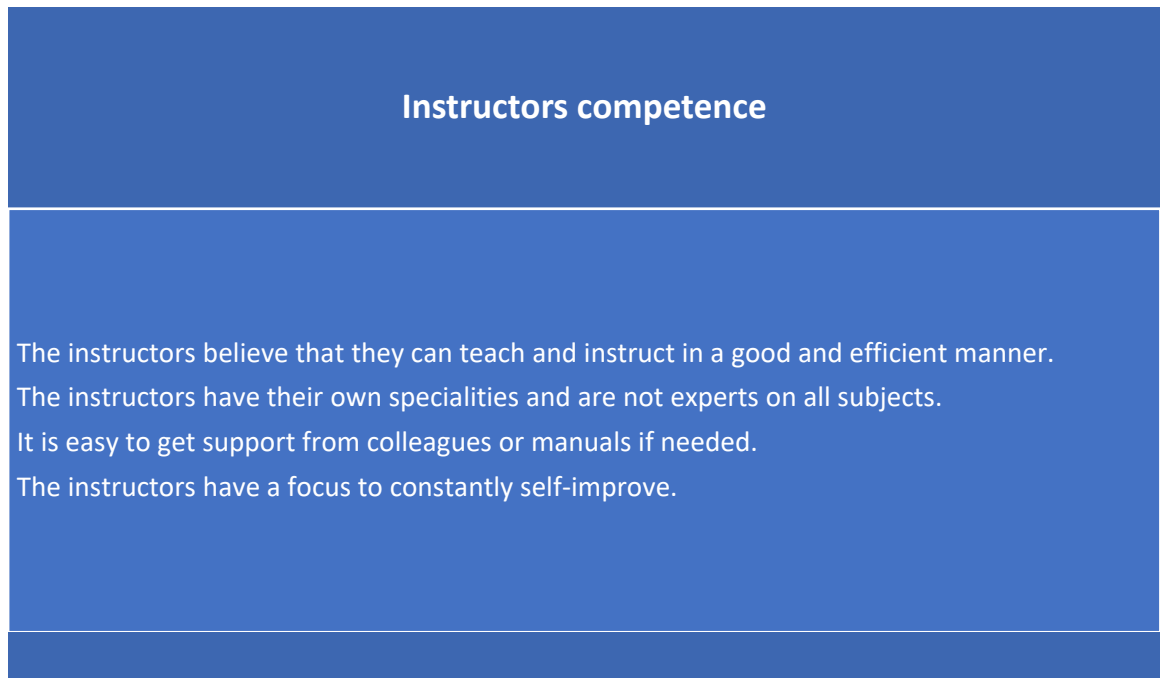 Instructors competence
The instructors believe that they can teach and instruct in a good and efficient manner.
The instructors have their own specialities and are not experts on all subjects.
It is easy to get support from colleagues or manuals if needed.
The instructors have a focus to constantly self-improve.